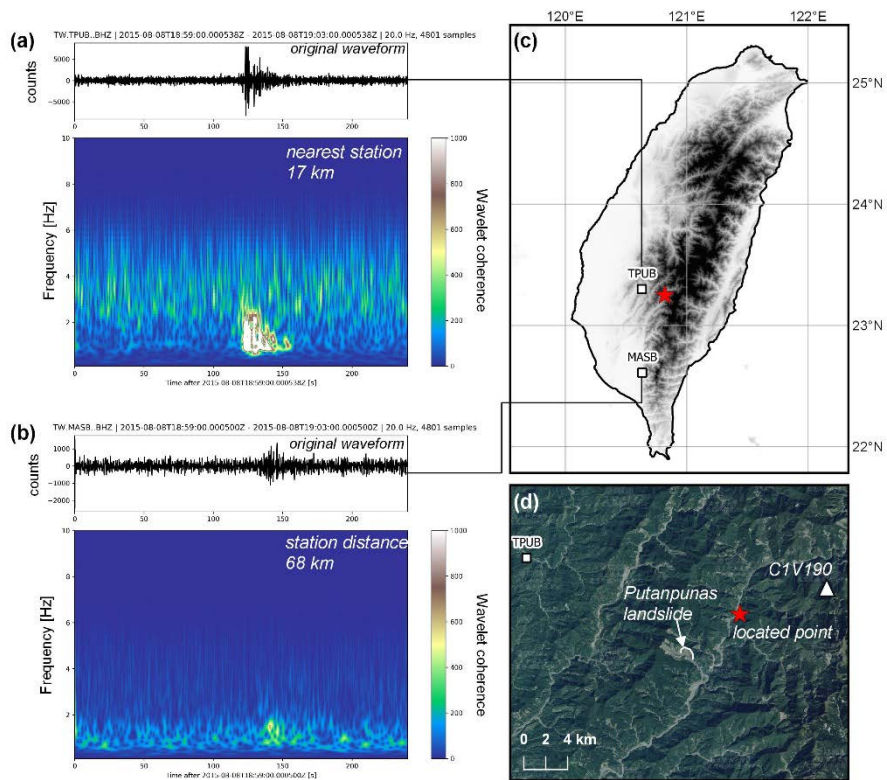 (a)
TW.TPUB..BHZ | 2015-08-08T18:59:00.000538Z - 2015-08-08T19:03:00.000538Z | 20.0 Hz, 4801 samples
original waveform
counts
5000
0
−5000
0 50 100 150 200
nearest station
17 km
Frequency [Hz]
10
8
6
4
2
0 50 100 150 200
Time after 2015-08-08T18:59:00.000538Z [s]
1000
800
600
400
200
0
Wavelet coherence
(b)
TW.MASB..BHZ | 2015-08-08T18:59:00.000500Z - 2015-08-08T19:03:00.000500Z | 20.0 Hz, 4801 samples
original waveform
counts
1000
0
−1000
−2000
0 50 100 150 200
station distance
68 km
Frequency [Hz]
10
8
6
4
2
0 50 100 150 200
Time after 2015-08-08T18:59:00.000500Z [s]
1000
800
600
400
200
0
Wavelet coherence
(c)
120°E 121°E 122°E
25°N
24°N
23°N
22°N
TPUB
MASB
(d)
TPUB
C1V190
Putanpunas
landslide
located point
0 2 4 km